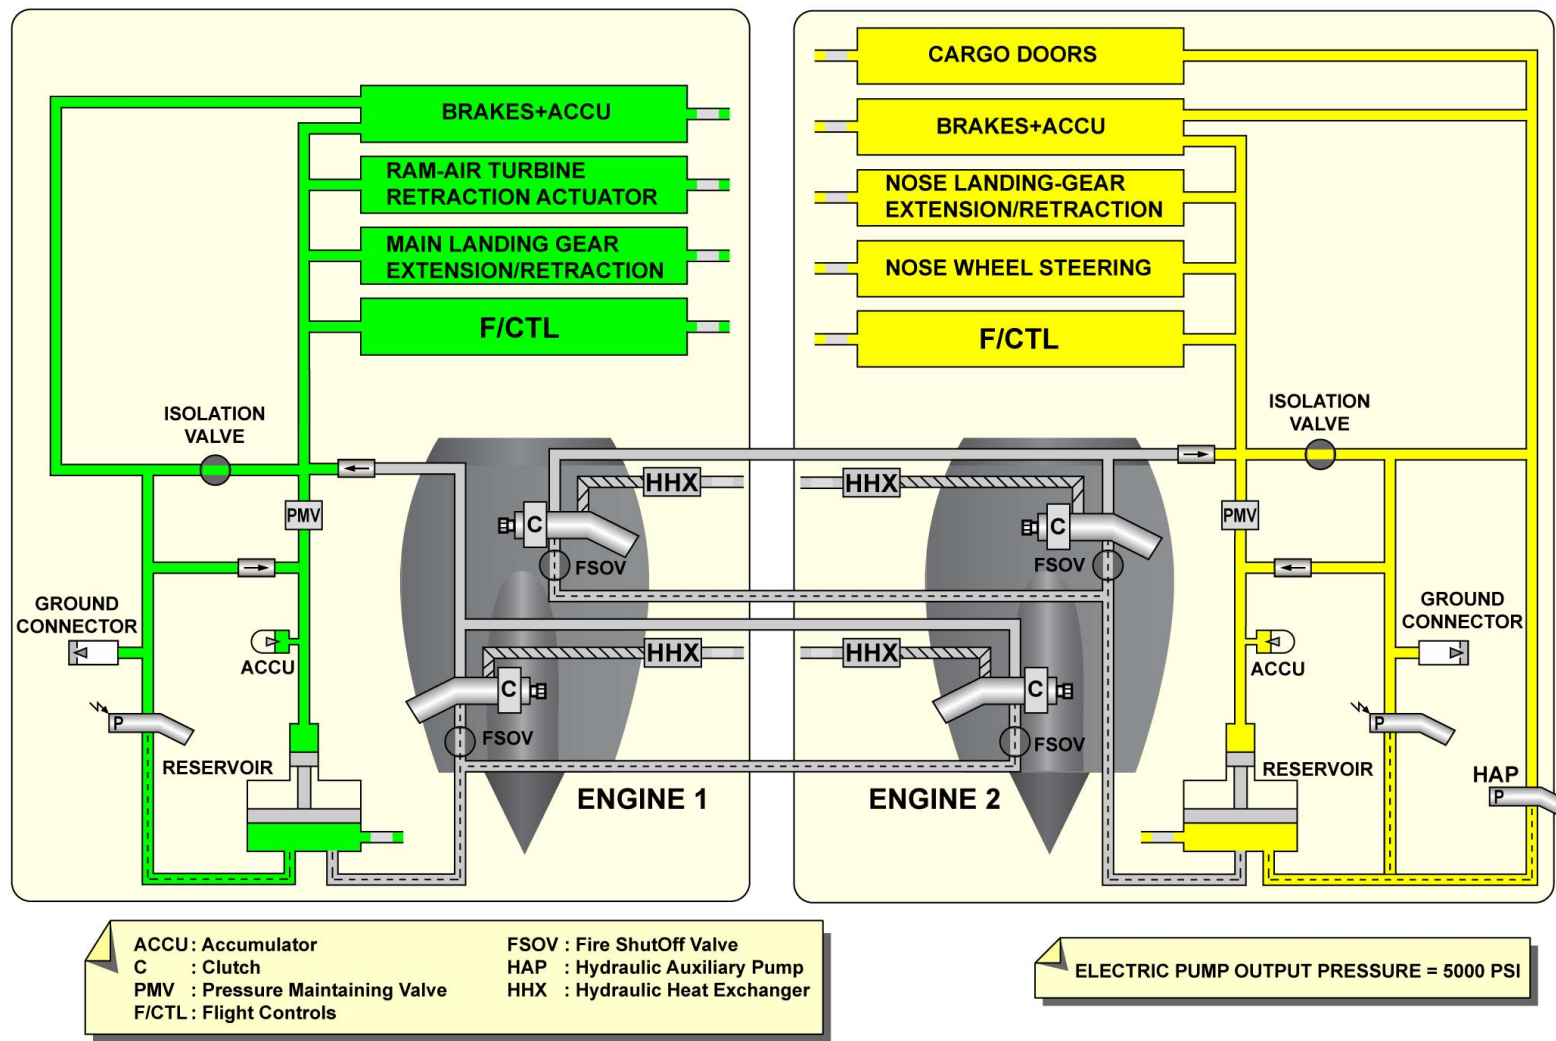 CARGO DOORS
BRAKES+ACCU
BRAKES+ACCU
RAM-AIR TURBINE
RETRACTION ACTUATOR
NOSE LANDING-GEAR
EXTENSION/RETRACTION
MAIN LANDING GEAR
EXTENSION/RETRACTION
NOSE WHEEL STEERING
F/CTL
F/CTL
ISOLATION
VALVE
ISOLATION
VALVE
HHX
HHX
PMV
C
C
PMV
FSOV
FSOV
GROUND
CONNECTOR
GROUND
CONNECTOR
ACCU
HHX
HHX
ACCU
C
C
P
FSOV
FSOV
P
RESERVOIR
RESERVOIR
HAP
P
ENGINE 1
ENGINE 2
ACCU : Accumulator
C : Clutch
PMV : Pressure Maintaining Valve
F/CTL : Flight Controls
FSOV : Fire ShutOff Valve
HAP : Hydraulic Auxiliary Pump
HHX : Hydraulic Heat Exchanger
ELECTRIC PUMP OUTPUT PRESSURE = 5000 PSI